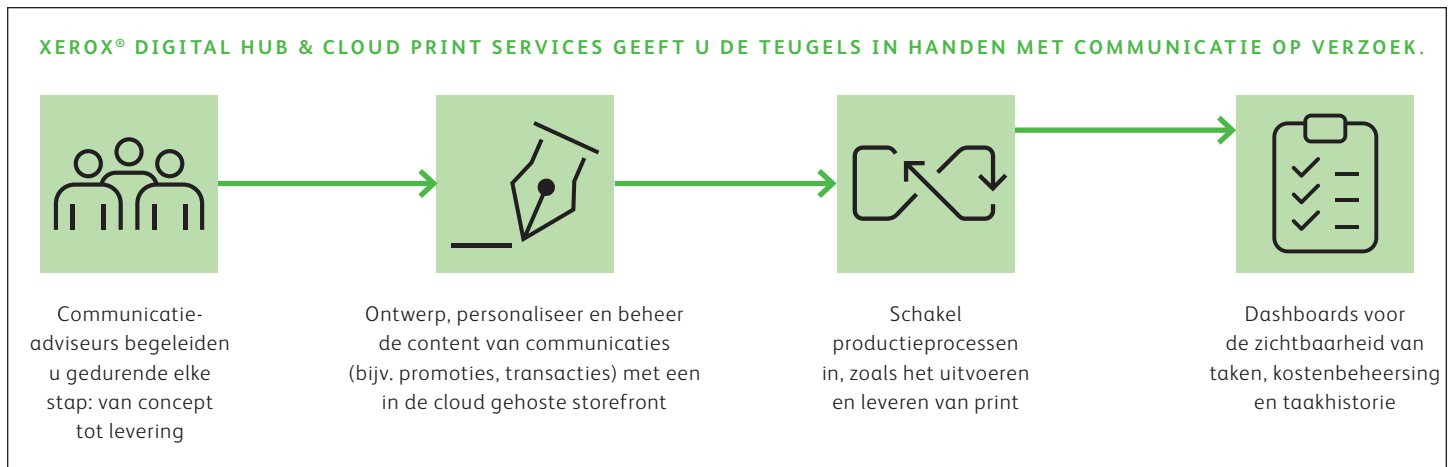 XEROX® DIGITAL HUB & CLOUD PRINT SERVICES GEEFT U DE TEUGELS IN HANDEN MET COMMUNICATIE OP VERZOEK.
Communicatie-
adviseurs begeleiden
u gedurende elke
stap: van concept
tot levering
Ontwerp, personaliseer en beheer
de content van communicaties
(bijv. promoties, transacties) met een
in de cloud gehoste storefront
Schakel
productieprocessen
in, zoals het uitvoeren
en leveren van print
Dashboards voor
de zichtbaarheid van
taken, kostenbeheersing
en taakhistorie